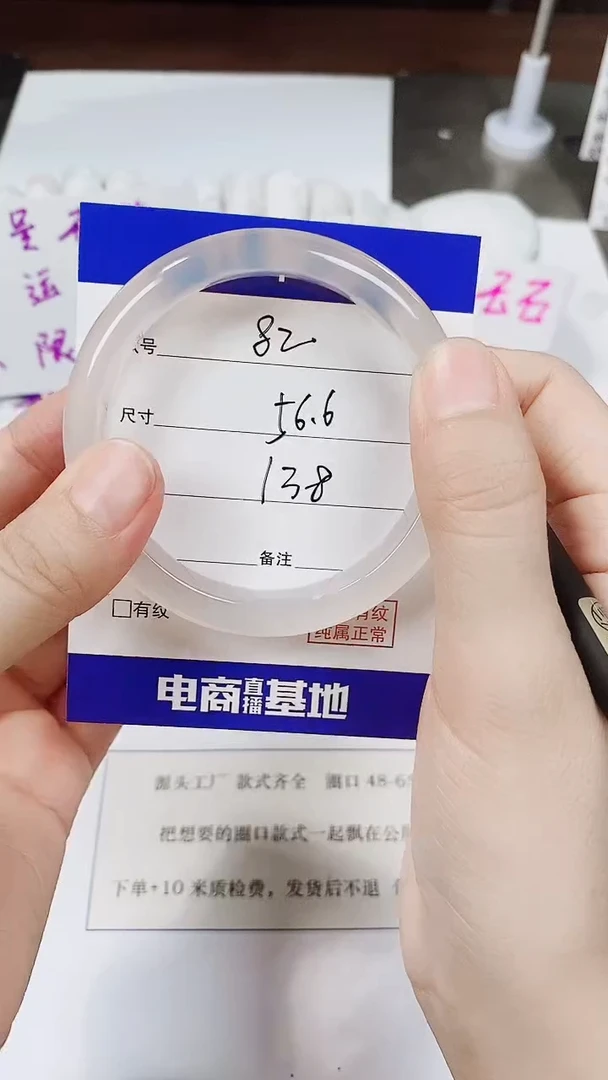 号 82.
尺寸 56.6
138
备注
□有纹
有纹
纯属正常
电商直播基地
源头工厂 款式齐全 圈口48-6
把想要的圈口款式一起飘在公
下单+10米质检费，发货后不退
运
限